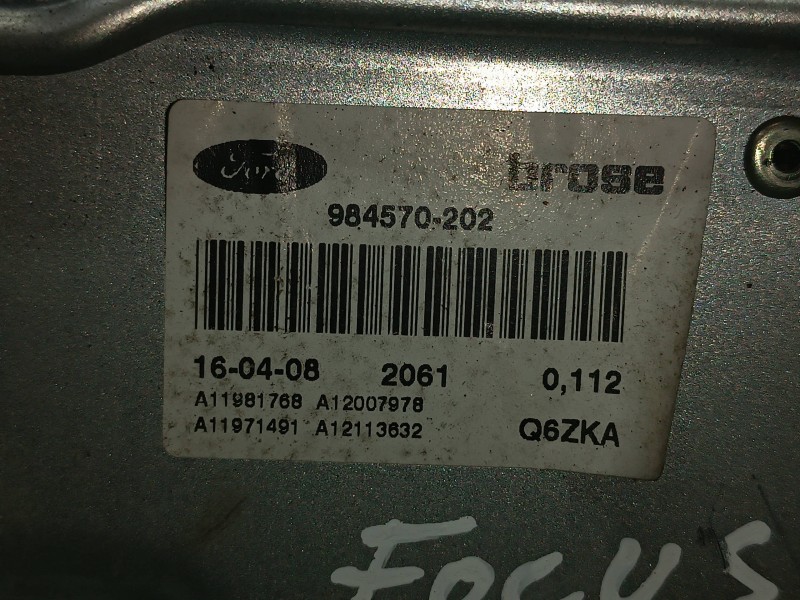 Ford
brose
984570-202
16-04-08 2061 0,112
A11981768 A12007978
A11971491 A12113632 Q6ZKA
FOCUS